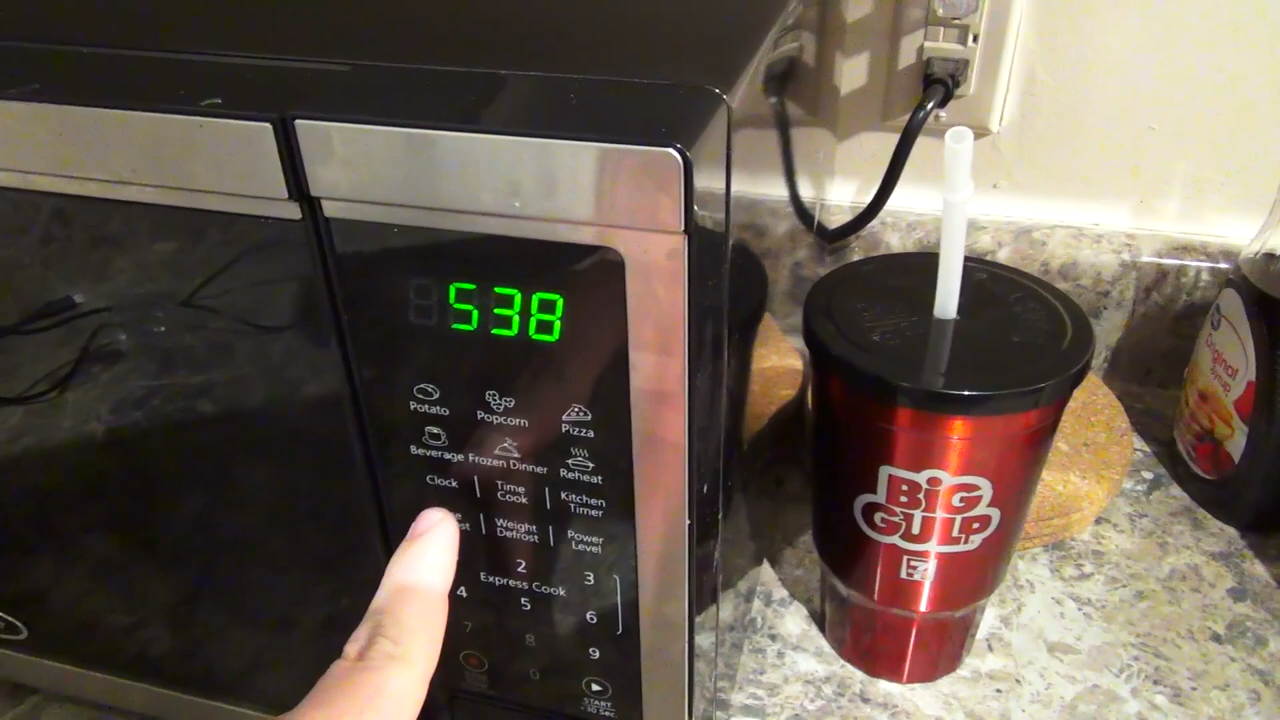 538
Potato Popcorn Pizza
Beverage Frozen Dinner Reheat
Clock Time Cook Kitchen Timer
Weight Defrost Power Level
2 3
Express Cook
4 5 6
7 8 9
0
START
+30 Sec.
BiG
GULP
7
Original
Syrup